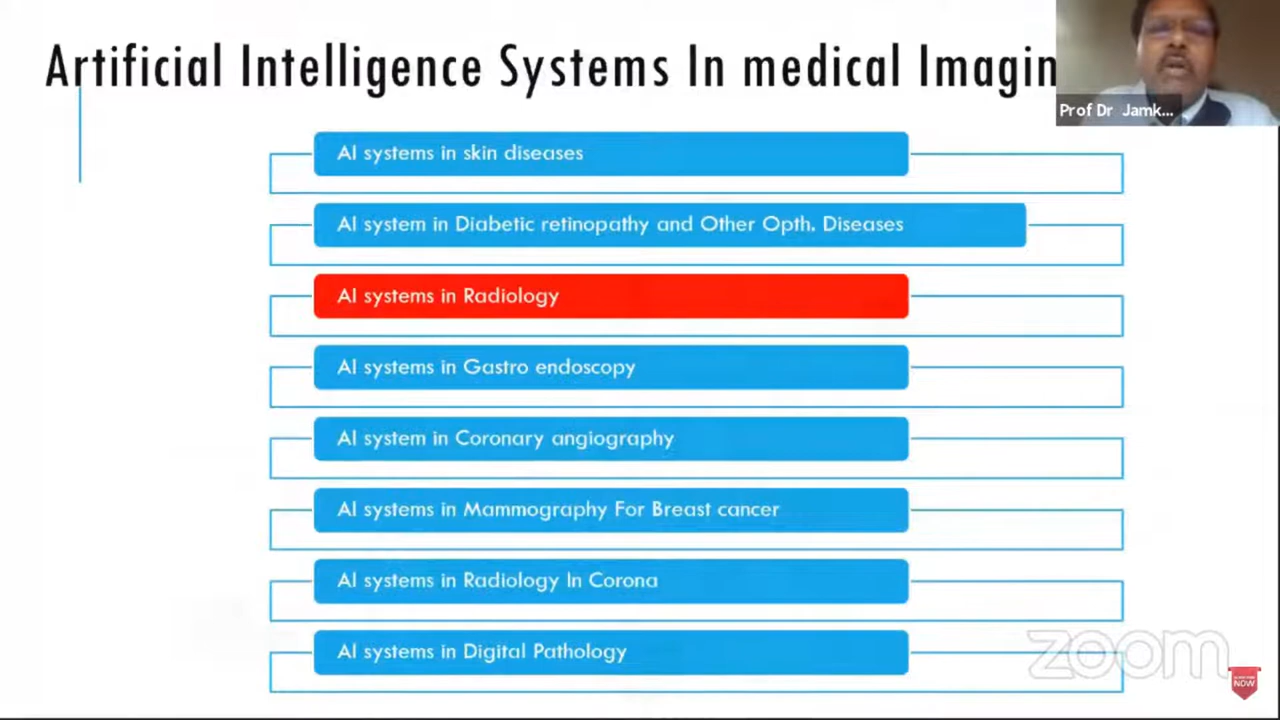 Artificial Intelligence Systems In medical Imagin
Prof Dr Jamk...
AI systems in skin diseases
AI system in Diabetic retinopathy and Other Opth. Diseases
AI systems in Radiology
AI systems in Gastro endoscopy
AI system in Coronary angiography
AI systems in Mammography For Breast cancer
AI systems in Radiology In Corona
AI systems in Digital Pathology
zoom
NOW